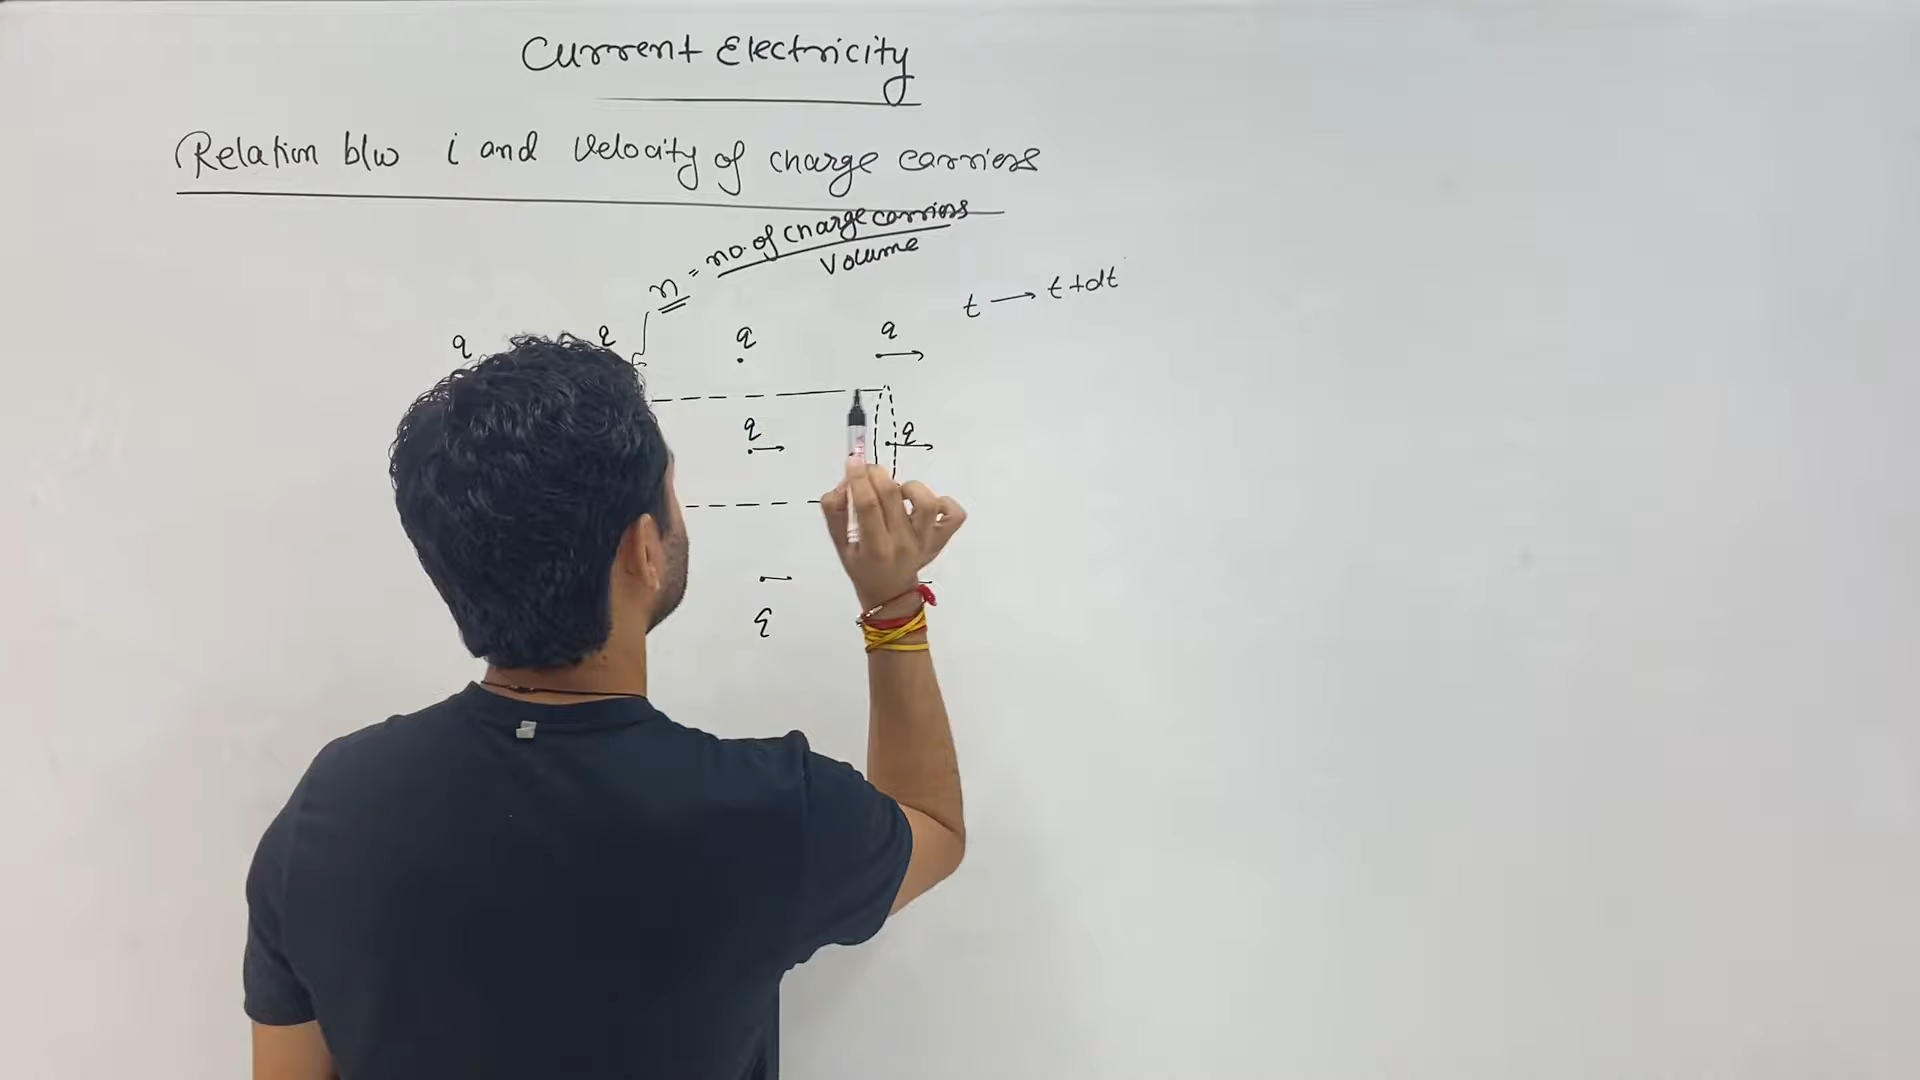 Current Electricity
Relation b/w i and velocity of charge carriers
n = no. of charge carriers
Volume
t → t+dt
q q q q
q q
q